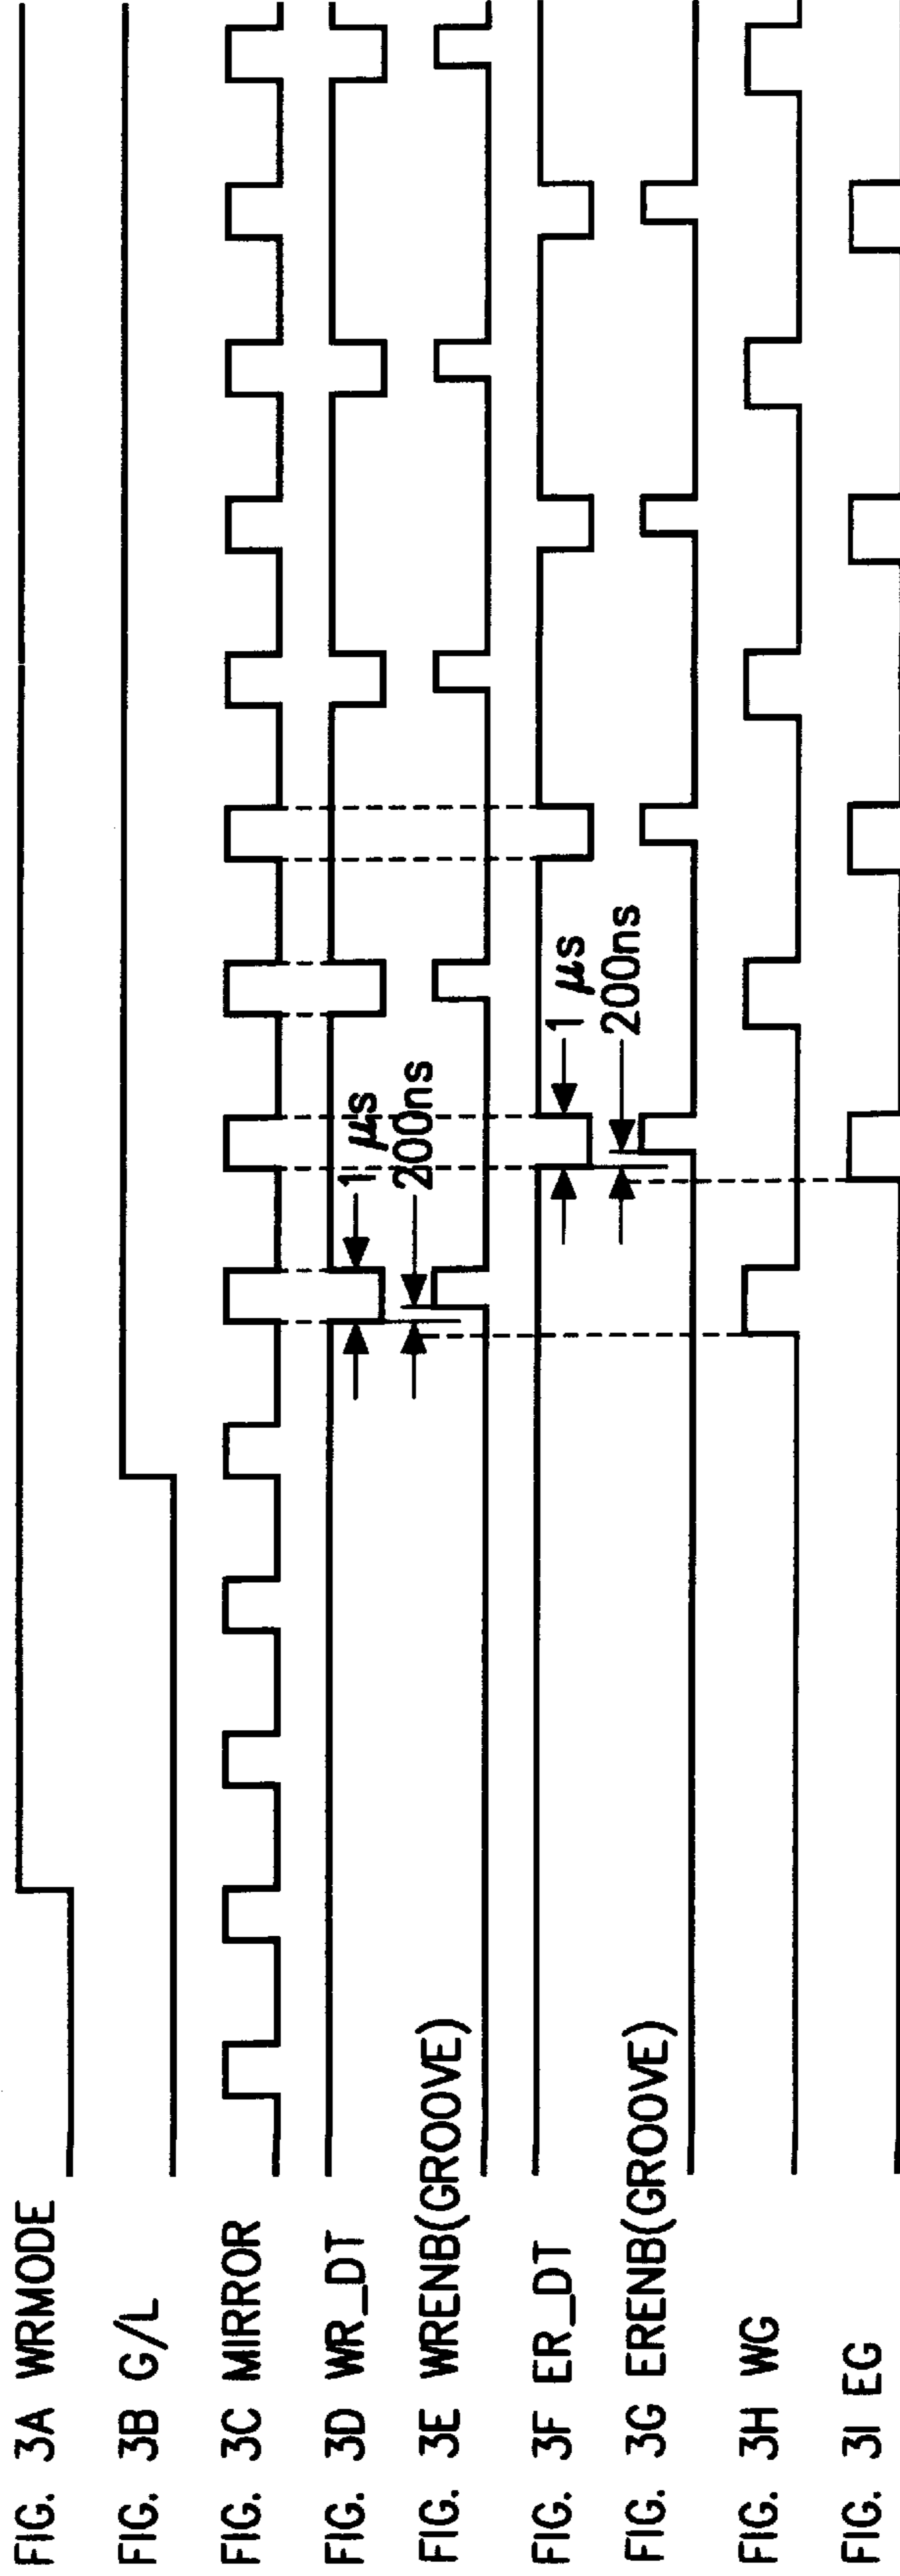 FIG. 3A WRMODE
FIG. 3B G/L
FIG. 3C MIRROR
FIG. 3D WR_DT
1 μs
FIG. 3E WRENB(GROOVE)
200ns
FIG. 3F ER_DT
1 μs
FIG. 3G ERENB(GROOVE)
200ns
FIG. 3H WG
FIG. 3I EG